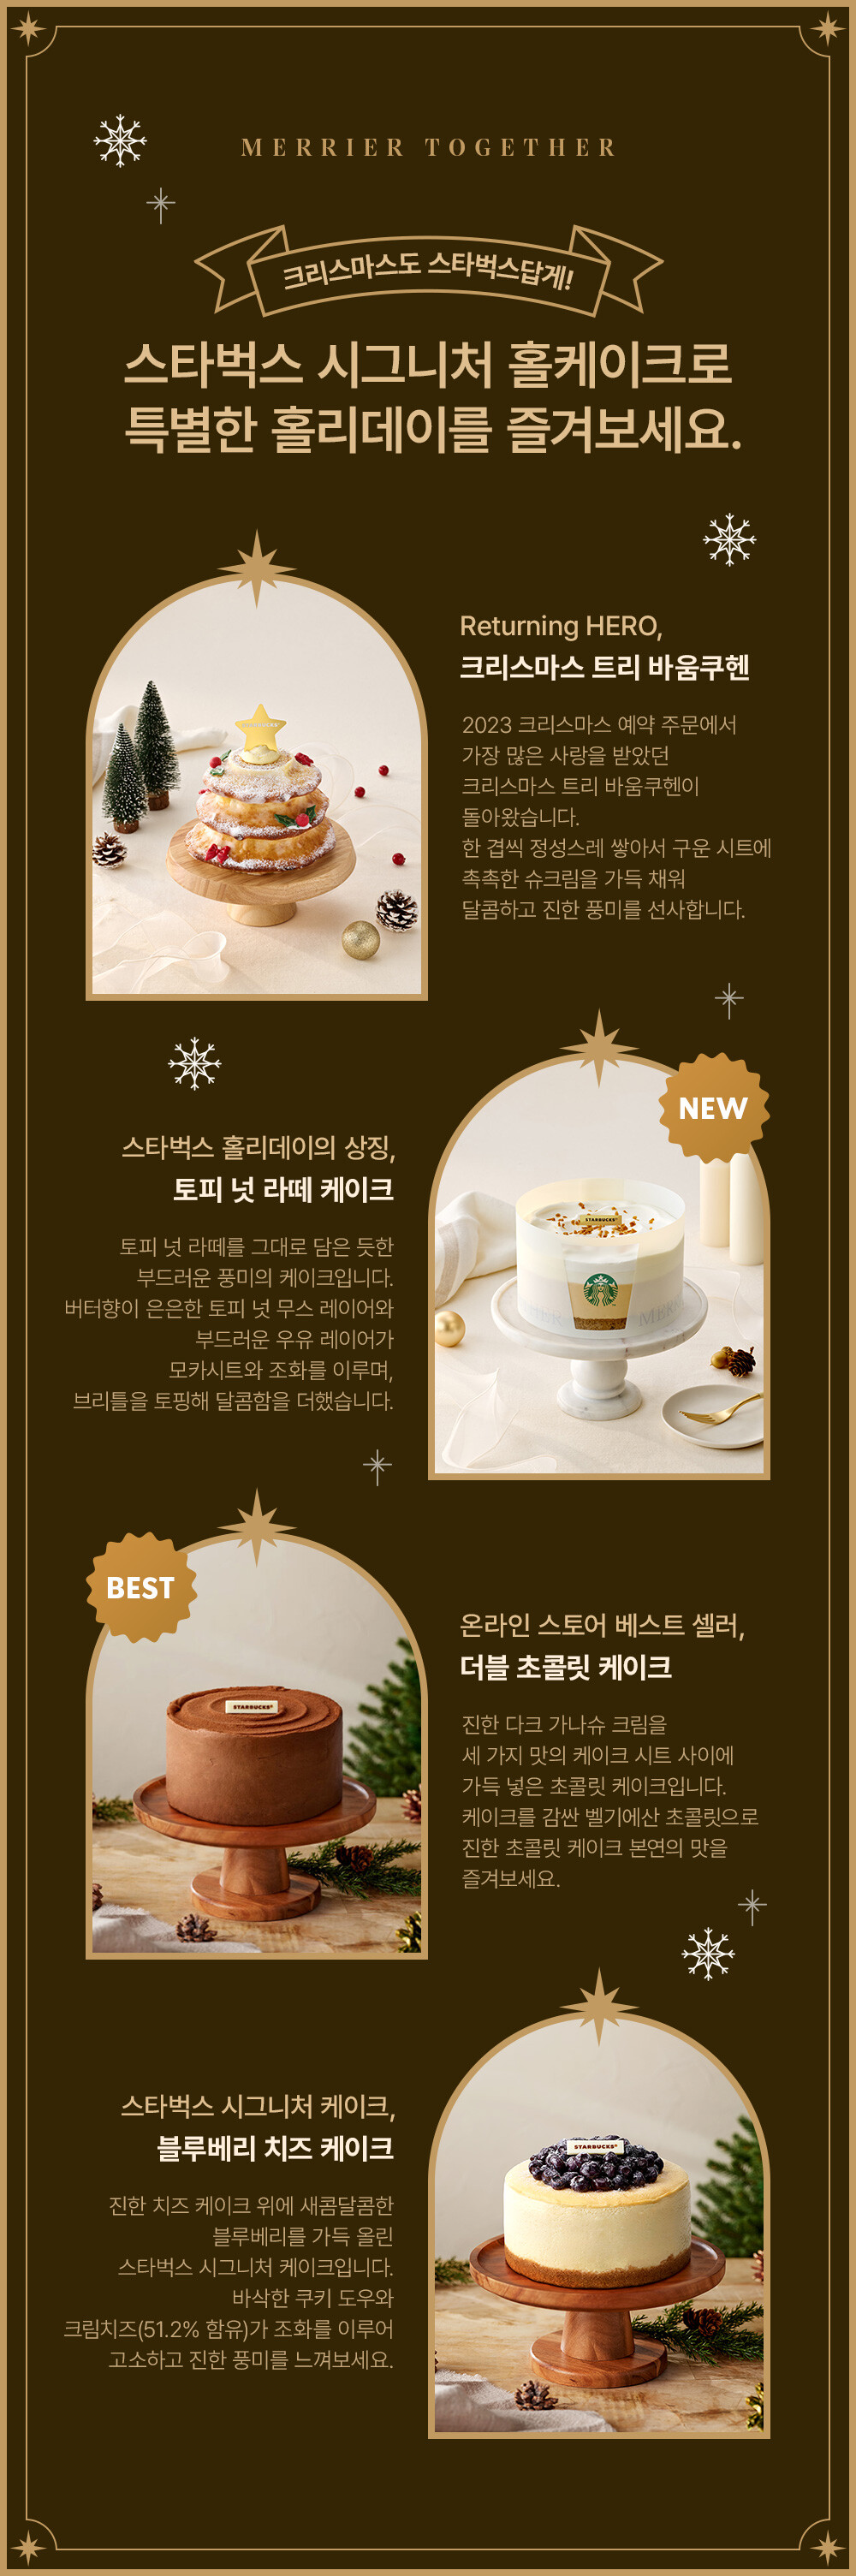 MERRIER TOGETHER
크리스마스도 스타벅스답게!
스타벅스 시그니처 홀케이크로
특별한 홀리데이를 즐겨보세요.
STARBUCKS
Returning HERO,
크리스마스 트리 바움쿠헨
2023 크리스마스 예약 주문에서
가장 많은 사랑을 받았던
크리스마스 트리 바움쿠헨이
돌아왔습니다.
한 겹씩 정성스레 쌓아서 구운 시트에
촉촉한 슈크림을 가득 채워
달콤하고 진한 풍미를 선사합니다.
스타벅스 홀리데이의 상징,
토피 넛 라떼 케이크
토피 넛 라떼를 그대로 담은 듯한
부드러운 풍미의 케이크입니다.
버터향이 은은한 토피 넛 무스 레이어와
부드러운 우유 레이어가
모카시트와 조화를 이루며,
브리틀을 토핑해 달콤함을 더했습니다.
NEW
STARBUCKS
BEST
STARBUCKS
온라인 스토어 베스트 셀러,
더블 초콜릿 케이크
진한 다크 가나슈 크림을
세 가지 맛의 케이크 시트 사이에
가득 넣은 초콜릿 케이크입니다.
케이크를 감싼 벨기에산 초콜릿으로
진한 초콜릿 케이크 본연의 맛을
즐겨보세요.
스타벅스 시그니처 케이크,
블루베리 치즈 케이크
진한 치즈 케이크 위에 새콤달콤한
블루베리를 가득 올린
스타벅스 시그니처 케이크입니다.
바삭한 쿠키 도우와
크림치즈(51.2% 함유)가 조화를 이루어
고소하고 진한 풍미를 느껴보세요.
STARBUCKS